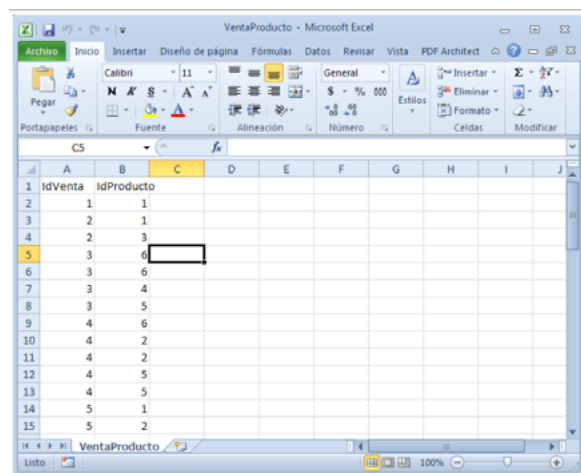 VentaProducto - Microsoft Excel
Archivo Inicio Insertar Diseño de página Fórmulas Datos Revisar Vista PDF Architect
Pegar
Calibri 11
N K S A A
General
$ % 000
Estilos
Insertar
Eliminar
Formato
Portapapeles Fuente Alineación Número Celdas Modificar
C5 fx
A B C D E F G H I J
1 IdVenta IdProducto
2 1 1
3 2 1
4 2 3
5 3 6
6 3 6
7 3 4
8 3 5
9 4 6
10 4 2
11 4 2
12 4 5
13 4 5
14 5 1
15 5 2
VentaProducto
Listo 100%